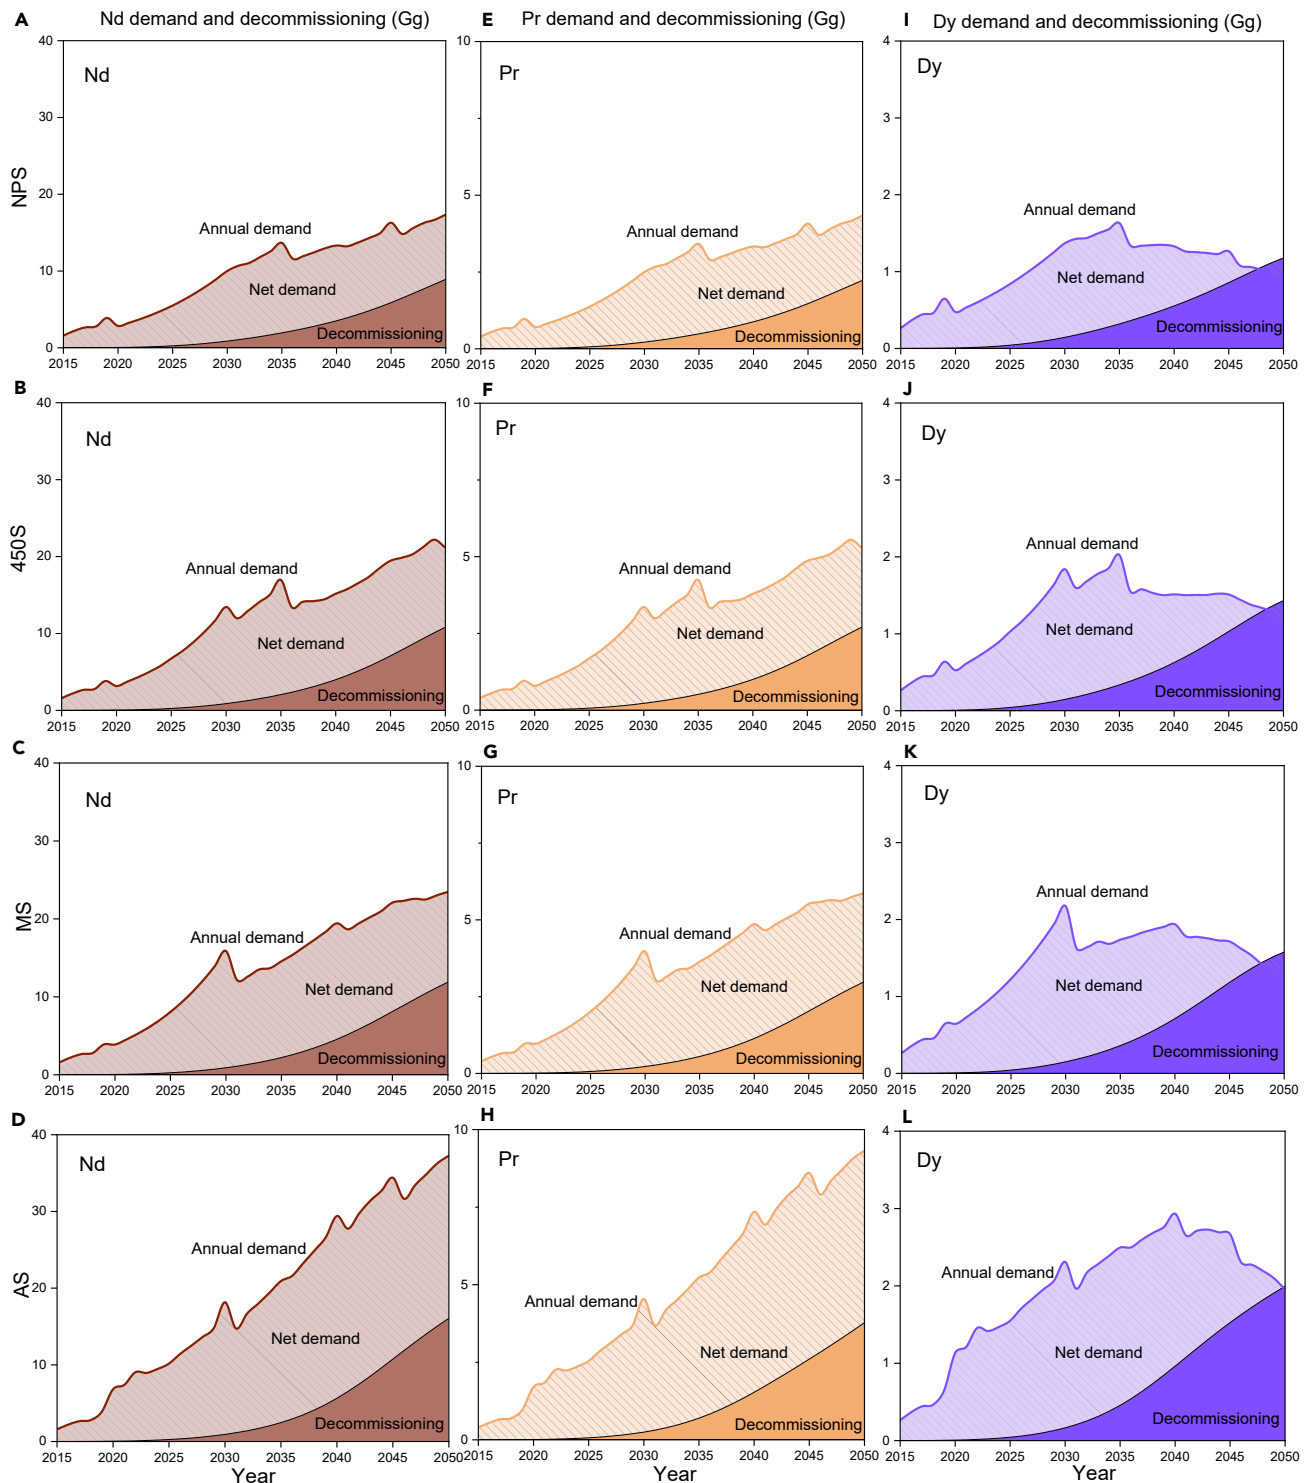 A Nd demand and decommissioning (Gg) E Pr demand and decommissioning (Gg) I Dy demand and decommissioning (Gg)
NPS
40
30
20
10
0
Nd
Annual demand
Net demand
Decommissioning
2015 2020 2025 2030 2035 2040 2045 2050
10
5
0
Pr
Annual demand
Net demand
Decommissioning
2015 2020 2025 2030 2035 2040 2045 2050
4
3
2
1
0
Dy
Annual demand
Net demand
Decommissioning
2015 2020 2025 2030 2035 2040 2045 2050
B
450S
40
30
20
10
0
Nd
Annual demand
Net demand
Decommissioning
2015 2020 2025 2030 2035 2040 2045 2050
F
10
5
0
Pr
Annual demand
Net demand
Decommissioning
2015 2020 2025 2030 2035 2040 2045 2050
J
4
3
2
1
0
Dy
Annual demand
Net demand
Decommissioning
2015 2020 2025 2030 2035 2040 2045 2050
C
MS
40
30
20
10
0
Nd
Annual demand
Net demand
Decommissioning
2015 2020 2025 2030 2035 2040 2045 2050
G
10
5
0
Pr
Annual demand
Net demand
Decommissioning
2015 2020 2025 2030 2035 2040 2045 2050
K
4
3
2
1
0
Dy
Annual demand
Net demand
Decommissioning
2015 2020 2025 2030 2035 2040 2045 2050
D
AS
40
30
20
10
0
Nd
Annual demand
Net demand
Decommissioning
2015 2020 2025 2030 2035 2040 2045 2050
Year
H
10
5
0
Pr
Annual demand
Net demand
Decommissioning
2015 2020 2025 2030 2035 2040 2045 2050
Year
L
4
3
2
1
0
Dy
Annual demand
Net demand
Decommissioning
2015 2020 2025 2030 2035 2040 2045 2050
Year